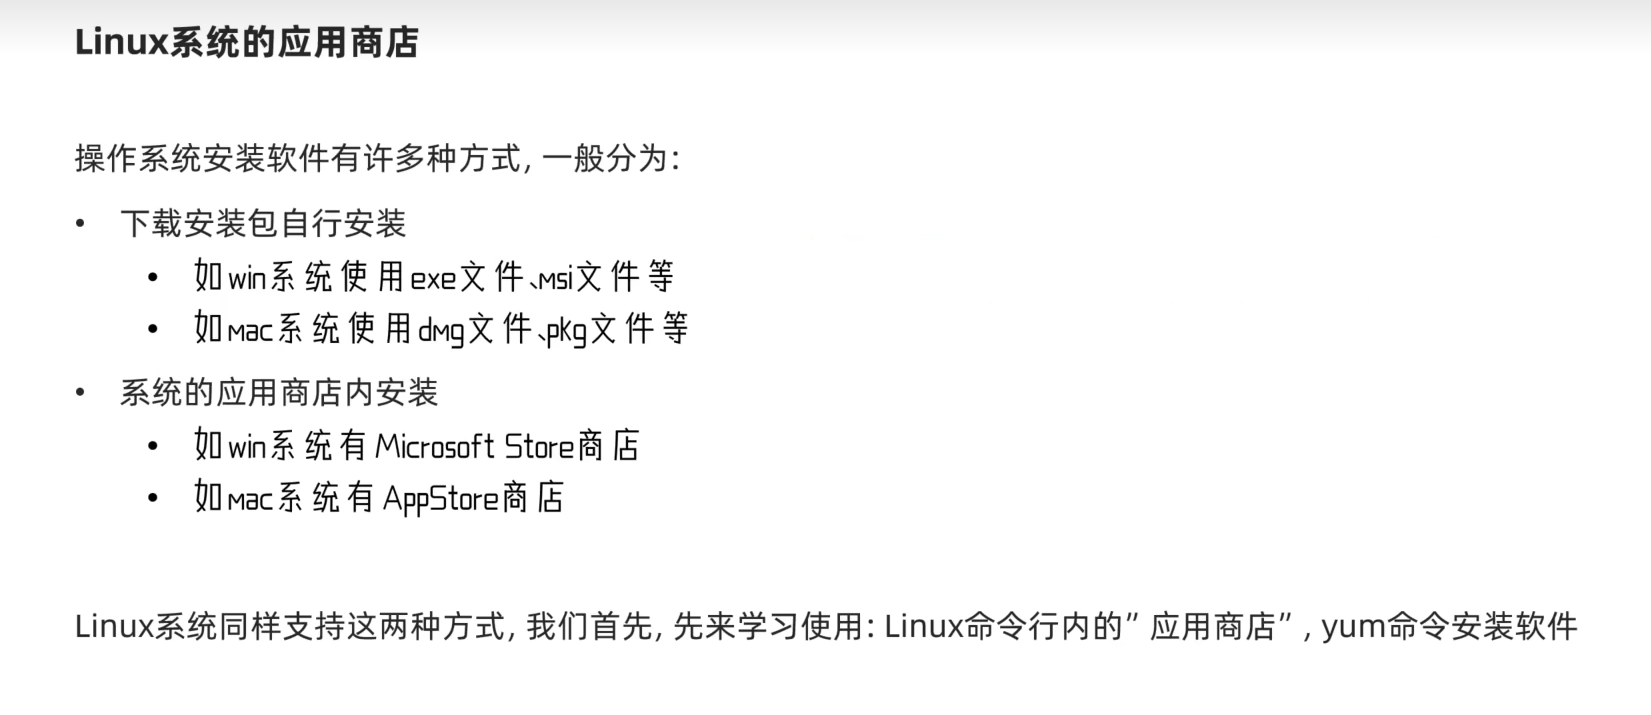 Linux系统的应用商店
操作系统安装软件有许多种方式, 一般分为:
• 下载安装包自行安装
• 如win系统使用exe文件、msi文件等
• 如mac系统使用dmg文件、pkg文件等
• 系统的应用商店内安装
• 如win系统有Microsoft Store商店
• 如mac系统有AppStore商店
Linux系统同样支持这两种方式, 我们首先, 先来学习使用: Linux命令行内的” 应用商店” , yum命令安装软件